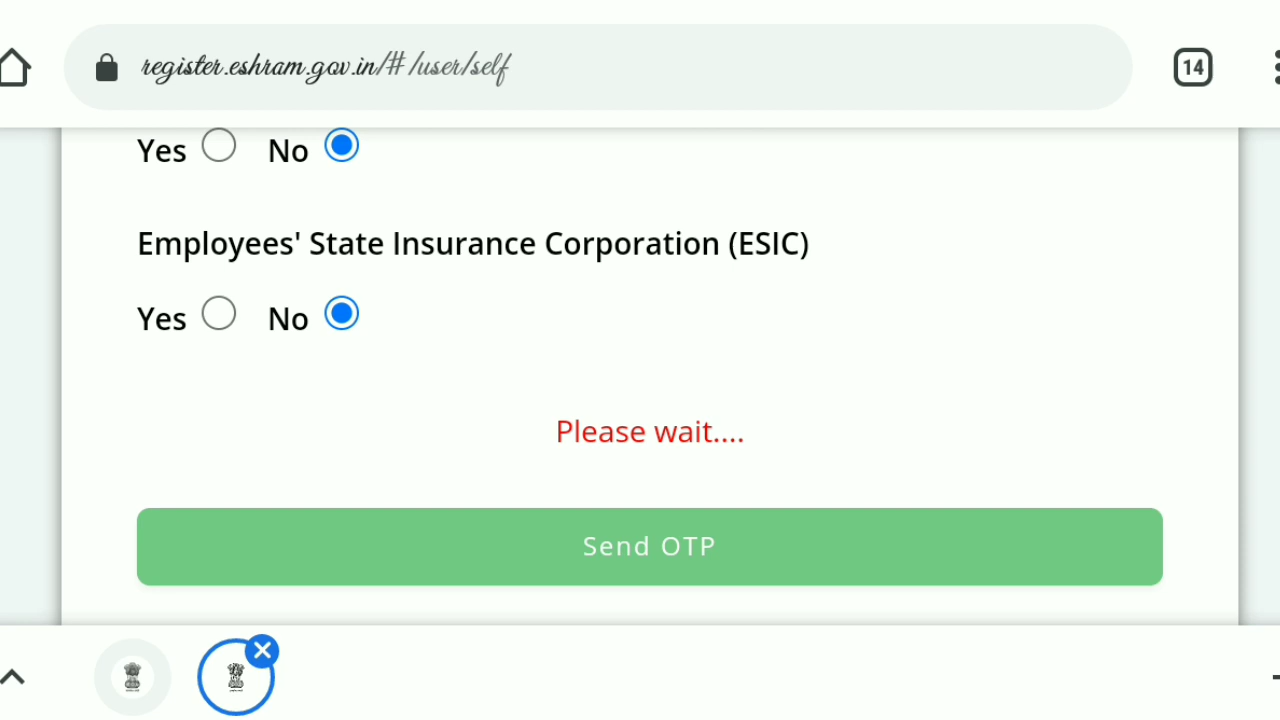 register.eshram.gov.in/#/user/self
14
Yes No
Employees' State Insurance Corporation (ESIC)
Yes No
Please wait....
Send OTP